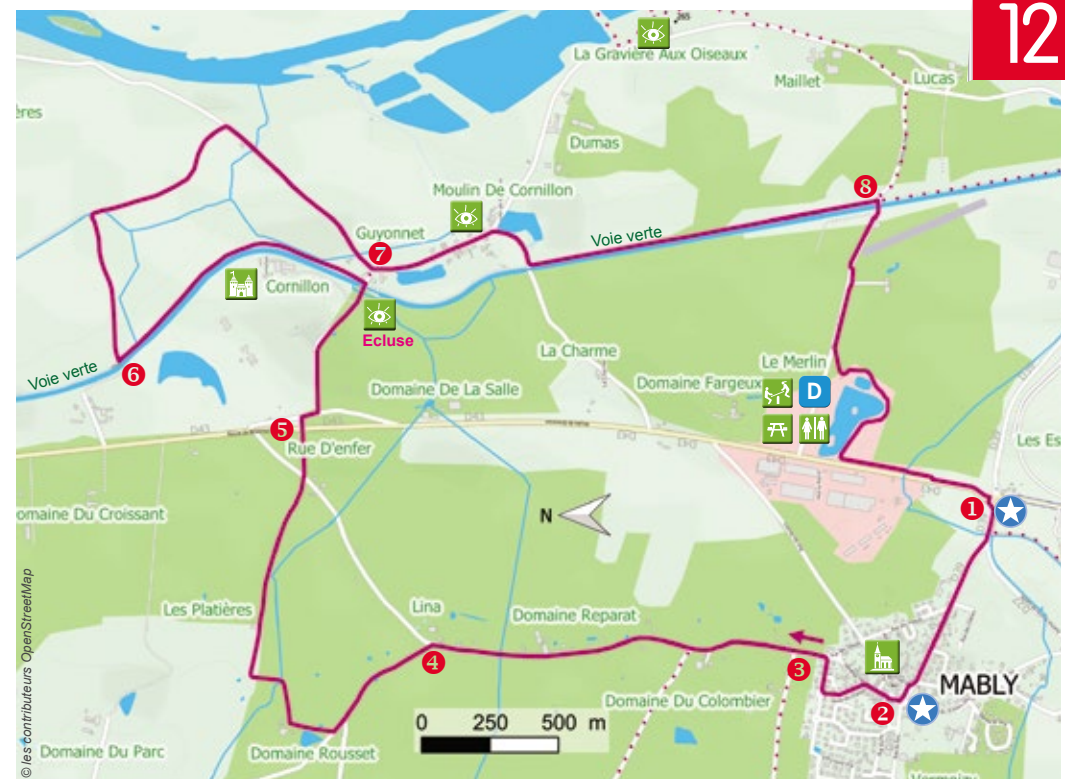 12
265
La Gravière Aux Oiseaux
Maillet
Lucas
ères
Dumas
Moulin De Cornillon
8
Guyonnet
Voie verte
7
Cornillon
Ecluse
La Charme
Le Merlin
Voie verte
6
Domaine De La Salle
Domaine Fargeux
D
5
Rue D'enfer
Les Es
omaine Du Croissant
N
1
Les Platières
Lina
Domaine Reparat
4
3
MABLY
Domaine Du Colombier
2
0 250 500 m
Domaine Du Parc
Domaine Rousset
© les contributeurs OpenStreetMap